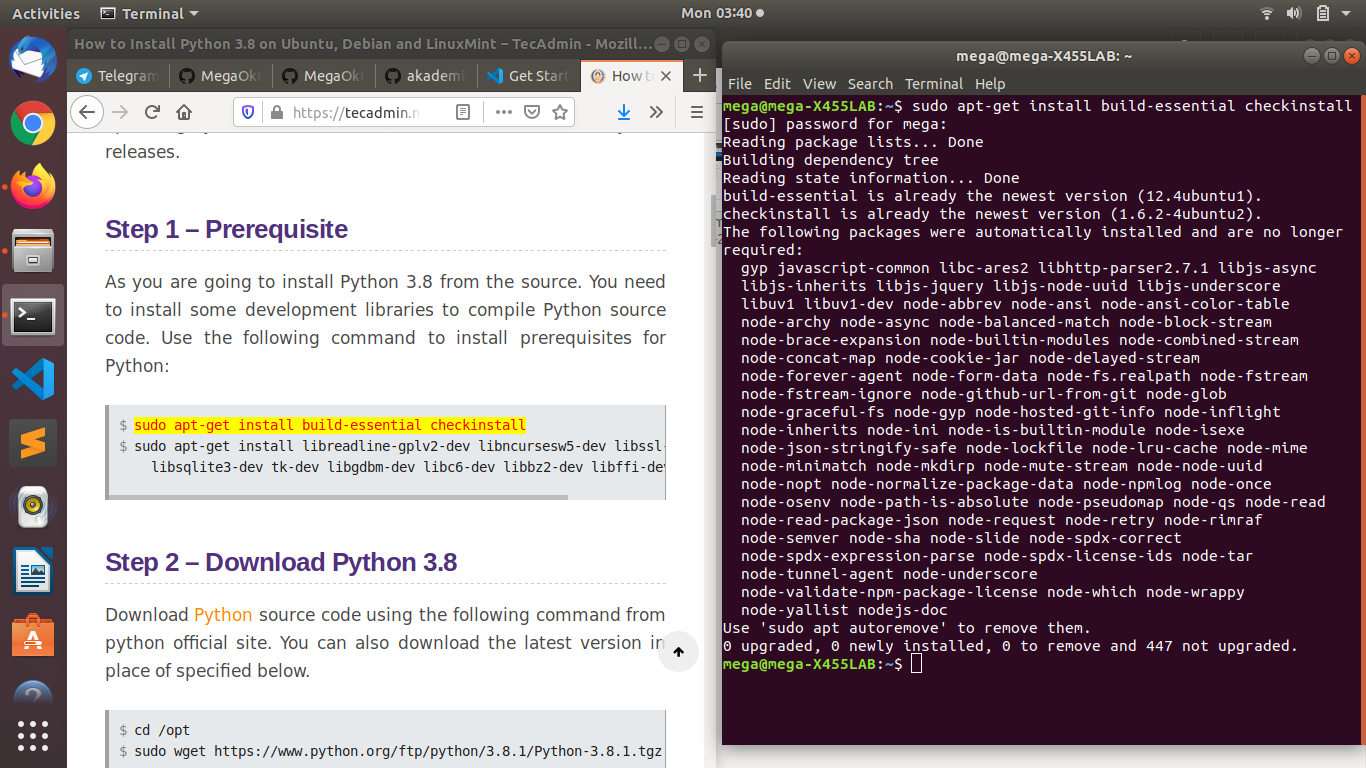 Activities
Terminal
Mon 03:40
How to Install Python 3.8 on Ubuntu, Debian and LinuxMint – TecAdmin - Mozill...
Telegram
MegaOk
MegaOk
akadem
Get Star
How to
https://tecadmin.n
releases.
Step 1 – Prerequisite
As you are going to install Python 3.8 from the source. You need
to install some development libraries to compile Python source
code. Use the following command to install prerequisites for
Python:
$ sudo apt-get install build-essential checkinstall
$ sudo apt-get install libreadline-gplv2-dev libncursesw5-dev libssl-
libsqlite3-dev tk-dev libgdbm-dev libc6-dev libbz2-dev libffi-dev
Step 2 – Download Python 3.8
Download Python source code using the following command from
python official site. You can also download the latest version in
place of specified below.
$ cd /opt
$ sudo wget https://www.python.org/ftp/python/3.8.1/Python-3.8.1.tgz
mega@mega-X455LAB: ~
File Edit View Search Terminal Help
mega@mega-X455LAB:~$ sudo apt-get install build-essential checkinstall
[sudo] password for mega:
Reading package lists... Done
Building dependency tree
Reading state information... Done
build-essential is already the newest version (12.4ubuntu1).
checkinstall is already the newest version (1.6.2-4ubuntu2).
The following packages were automatically installed and are no longer
required:
gyp javascript-common libc-ares2 libhttp-parser2.7.1 libjs-async
libjs-inherits libjs-jquery libjs-node-uuid libjs-underscore
libuv1 libuv1-dev node-abbrev node-ansi node-ansi-color-table
node-archy node-async node-balanced-match node-block-stream
node-brace-expansion node-builtin-modules node-combined-stream
node-concat-map node-cookie-jar node-delayed-stream
node-forever-agent node-form-data node-fs.realpath node-fstream
node-fstream-ignore node-github-url-from-git node-glob
node-graceful-fs node-gyp node-hosted-git-info node-inflight
node-inherits node-ini node-is-builtin-module node-isexe
node-json-stringify-safe node-lockfile node-lru-cache node-mime
node-minimatch node-mkdirp node-mute-stream node-node-uuid
node-nopt node-normalize-package-data node-npmlog node-once
node-osenv node-path-is-absolute node-pseudomap node-qs node-read
node-read-package-json node-request node-retry node-rimraf
node-semver node-sha node-slide node-spdx-correct
node-spdx-expression-parse node-spdx-license-ids node-tar
node-tunnel-agent node-underscore
node-validate-npm-package-license node-which node-wrappy
node-yallist nodejs-doc
Use 'sudo apt autoremove' to remove them.
0 upgraded, 0 newly installed, 0 to remove and 447 not upgraded.
mega@mega-X455LAB:~$